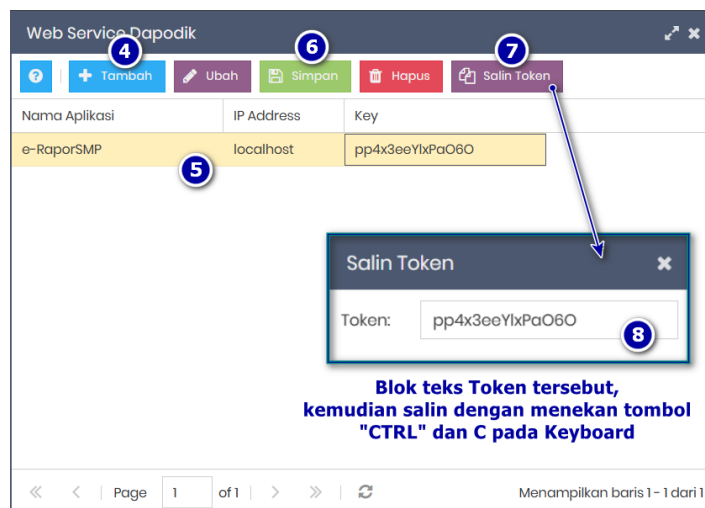 Web Service Dapodik
4
6
7
? + Tambah Ubah Simpan Hapus Salin Token
Nama Aplikasi IP Address Key
e-RaporSMP localhost pp4x3eeYlxPaO6O
5
Salin Token
Token: pp4x3eeYlxPaO6O
8
Blok teks Token tersebut,
kemudian salin dengan menekan tombol
"CTRL" dan C pada Keyboard
Page 1 of 1 Menampilkan baris 1 - 1 dari 1